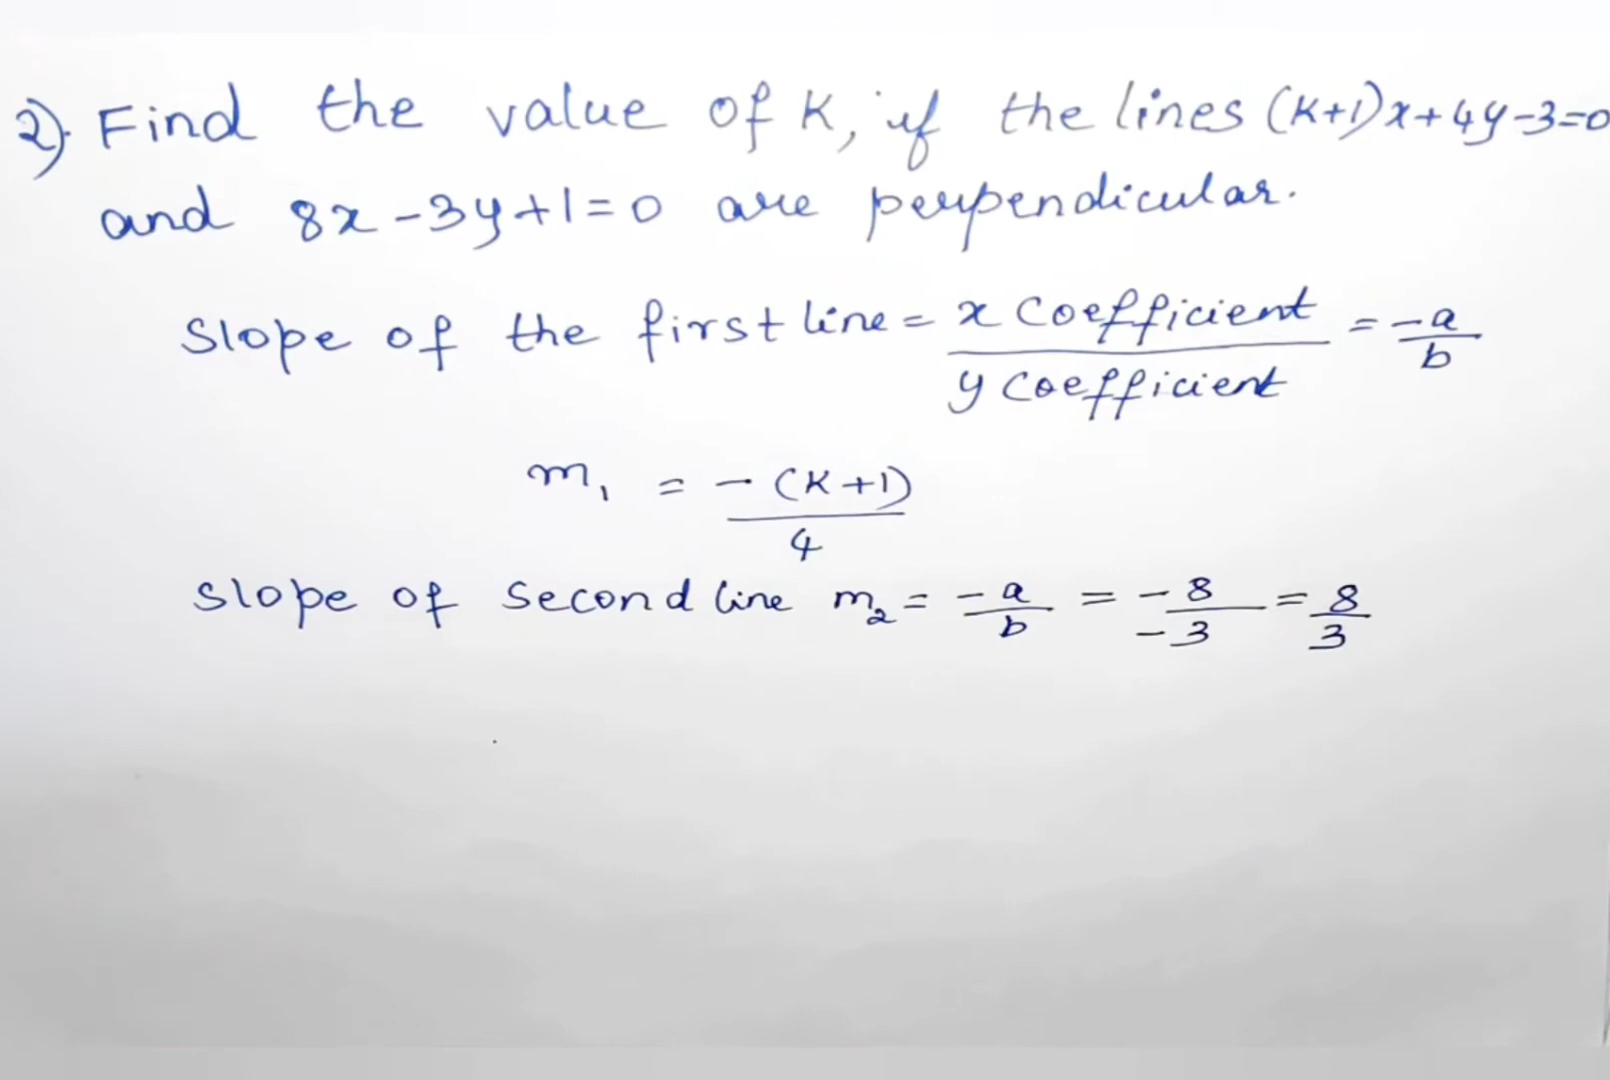 2) Find the value of K, if the lines (K+1)x+4y-3=0
and 8x-3y+1=0 are perpendicular.
Slope of the first line = x coefficient / y coefficient = -a/b
m₁ = -(K+1)/4
Slope of second line m₂ = -a/b = -8/-3 = 8/3